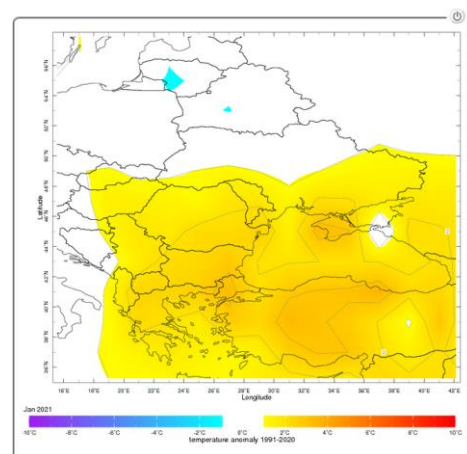 56°N
54°N
52°N
50°N
48°N
46°N
44°N
42°N
40°N
38°N
Latitude
16°E 18°E 20°E 22°E 24°E 26°E 28°E 30°E 32°E 34°E 36°E 38°E 40°E 42°E
Longitude
Jan 2021
-10°C -8°C -6°C -4°C -2°C 0°C 2°C 4°C 6°C 8°C 10°C
temperature anomaly 1991-2020